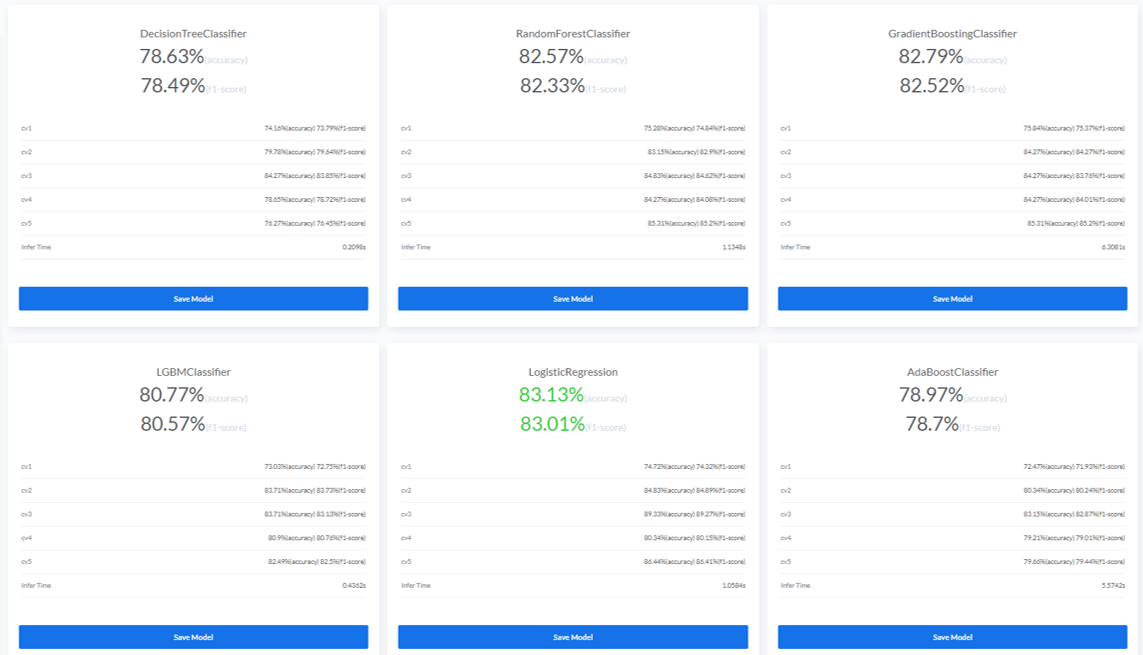 DecisionTreeClassifier
78.63%(accuracy)
78.49%(f1-score)
cv1 74.16%(accuracy) 73.79%(f1-score)
cv2 79.78%(accuracy) 79.64%(f1-score)
cv3 84.27%(accuracy) 83.85%(f1-score)
cv4 78.65%(accuracy) 78.72%(f1-score)
cv5 76.27%(accuracy) 76.45%(f1-score)
Infer Time 0.2098s
Save Model
RandomForestClassifier
82.57%(accuracy)
82.33%(f1-score)
cv1 75.28%(accuracy) 74.84%(f1-score)
cv2 83.15%(accuracy) 82.9%(f1-score)
cv3 84.83%(accuracy) 84.62%(f1-score)
cv4 84.27%(accuracy) 84.08%(f1-score)
cv5 85.31%(accuracy) 85.2%(f1-score)
Infer Time 1.1348s
Save Model
GradientBoostingClassifier
82.79%(accuracy)
82.52%(f1-score)
cv1 75.84%(accuracy) 75.37%(f1-score)
cv2 84.27%(accuracy) 84.27%(f1-score)
cv3 84.27%(accuracy) 83.76%(f1-score)
cv4 84.27%(accuracy) 84.01%(f1-score)
cv5 85.31%(accuracy) 85.2%(f1-score)
Infer Time 6.3081s
Save Model
LGBMClassifier
80.77%(accuracy)
80.57%(f1-score)
cv1 73.03%(accuracy) 72.75%(f1-score)
cv2 83.71%(accuracy) 83.73%(f1-score)
cv3 83.71%(accuracy) 83.13%(f1-score)
cv4 80.9%(accuracy) 80.76%(f1-score)
cv5 82.49%(accuracy) 82.5%(f1-score)
Infer Time 0.4362s
Save Model
LogisticRegression
83.13%(accuracy)
83.01%(f1-score)
cv1 74.72%(accuracy) 74.32%(f1-score)
cv2 84.83%(accuracy) 84.89%(f1-score)
cv3 89.33%(accuracy) 89.27%(f1-score)
cv4 80.34%(accuracy) 80.15%(f1-score)
cv5 86.44%(accuracy) 86.41%(f1-score)
Infer Time 1.0584s
Save Model
AdaBoostClassifier
78.97%(accuracy)
78.7%(f1-score)
cv1 72.47%(accuracy) 71.93%(f1-score)
cv2 80.34%(accuracy) 80.24%(f1-score)
cv3 83.15%(accuracy) 82.87%(f1-score)
cv4 79.21%(accuracy) 79.01%(f1-score)
cv5 79.66%(accuracy) 79.44%(f1-score)
Infer Time 5.5742s
Save Model